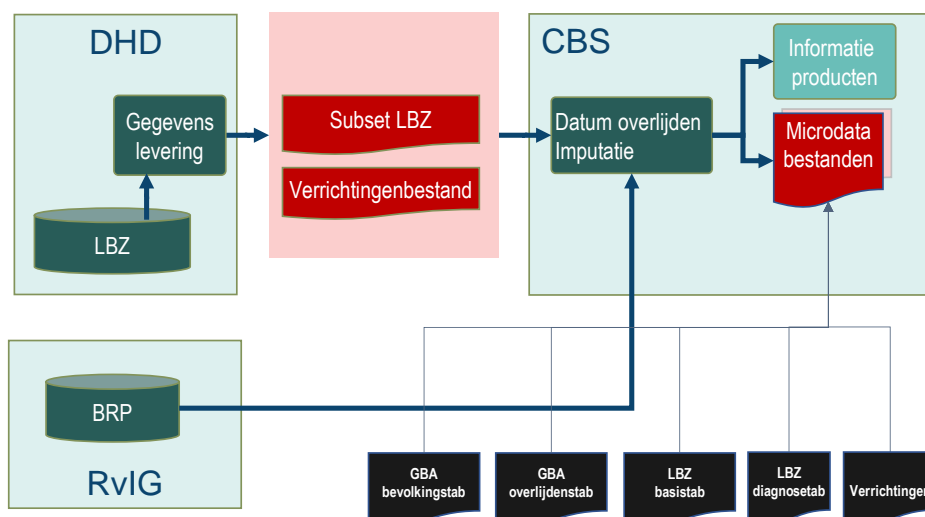 DHD
Gegevens
levering
LBZ
Subset LBZ
Verrichtingenbestand
CBS
Datum overlijden
Imputatie
Informatie
producten
Microdata
bestanden
BRP
RvIG
GBA
bevolkingstab
GBA
overlijdenstab
LBZ
basistab
LBZ
diagnosetab
Verrichtingen